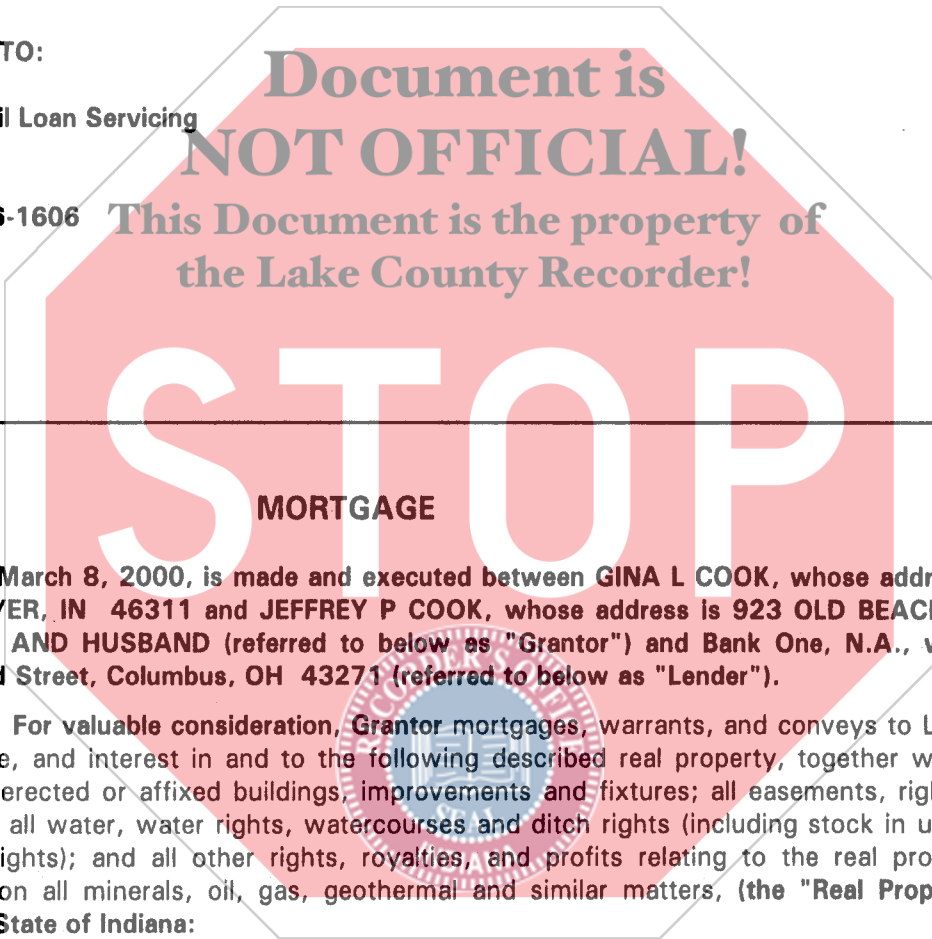 TO:
Document is
il Loan Servicing
NOT OFFICIAL!
-1606
This Document is the property of
the Lake County Recorder!
STOP
MORTGAGE
March 8, 2000, is made and executed between GINA L COOK, whose addr
YER, IN 46311 and JEFFREY P COOK, whose address is 923 OLD BEACH
AND HUSBAND (referred to below as "Grantor") and Bank One, N.A., w
d Street, Columbus, OH 43271 (referred to below as "Lender").
RECORDER'S OFFICE
For valuable consideration, Grantor mortgages, warrants, and conveys to L
e, and interest in and to the following described real property, together w
erected or affixed buildings, improvements and fixtures; all easements, rig
all water, water rights, watercourses and ditch rights (including stock in u
ights); and all other rights, royalties, and profits relating to the real pro
on all minerals, oil, gas, geothermal and similar matters, (the "Real Prop
State of Indiana: